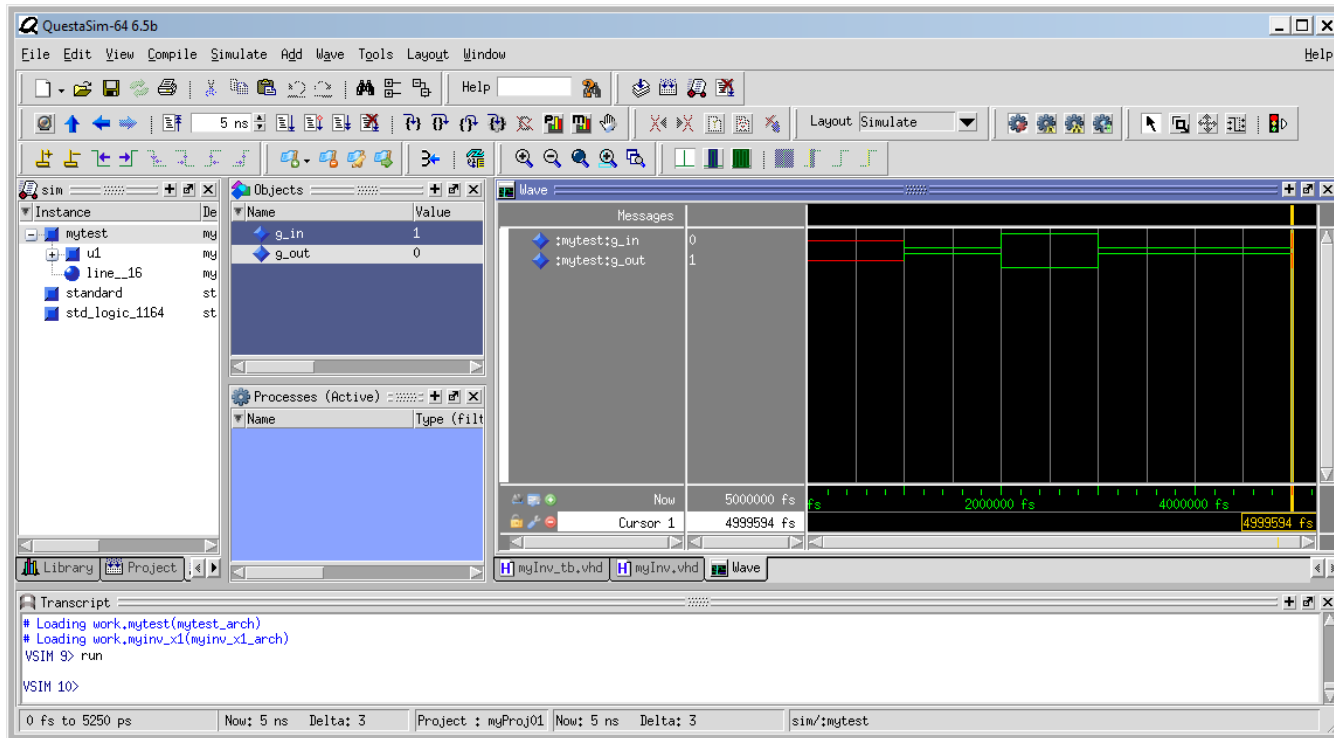 QuestaSim-64 6.5b
File Edit View Compile Simulate Add Wave Tools Layout Window Help
Help
5 ns Layout Simulate
sim
Instance De
mytest my
u1 my
line__16 my
standard st
std_logic_1164 st
Library Project
Objects
Name Value
g_in 1
g_out 0
Processes (Active)
Name Type (filt
Wave
Messages
:mytest:g_in 0
:mytest:g_out 1
Now 5000000 fs
fs 2000000 fs 4000000 fs
Cursor 1 4999594 fs 4999594 fs
myInv_tb.vhd myInv.vhd Wave
Transcript
# Loading work.mytest(mytest_arch)
# Loading work.myinv_x1(myinv_x1_arch)
VSIM 9> run
VSIM 10>
0 fs to 5250 ps Now: 5 ns Delta: 3 Project : myProj01 Now: 5 ns Delta: 3 sim/:mytest